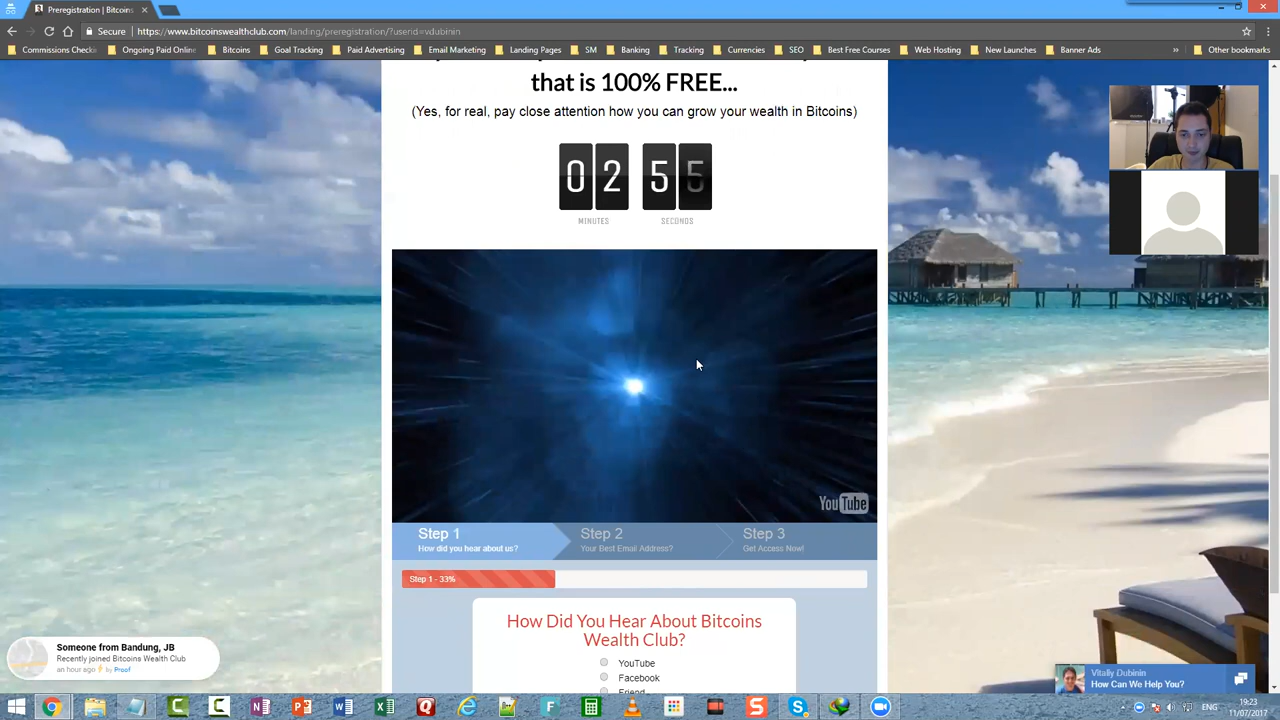 Preregistration | Bitcoins
Secure | https://www.bitcoinswealthclub.com/landing/preregistration/?userid=vdubinin
Commissions Check Ongoing Paid Online Bitcoins Goal Tracking Paid Advertising Email Marketing Landing Pages SM Banking Tracking Currencies SEO Best Free Courses Web Hosting New Launches Banner Ads » Other bookmarks
that is 100% FREE...
(Yes, for real, pay close attention how you can grow your wealth in Bitcoins)
02 55
MINUTES SECONDS
YouTube
Step 1 Step 2 Step 3
How did you hear about us? Your Best Email Address? Get Access Now!
Step 1 - 33%
How Did You Hear About Bitcoins
Wealth Club?
YouTube
Facebook
Friend
Someone from Bandung, JB
Recently joined Bitcoins Wealth Club
an hour ago by Proof
Vitaliy Dubinin
How Can We Help You?
ENG
19:23
11/07/2017